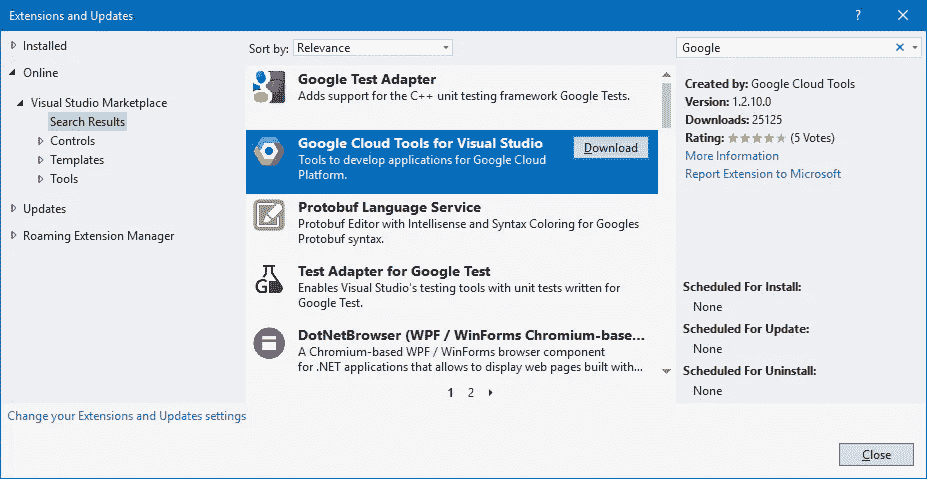 Extensions and Updates
?
Installed
Online
Visual Studio Marketplace
Search Results
Controls
Templates
Tools
Updates
Roaming Extension Manager
Change your Extensions and Updates settings
Sort by: Relevance
Google Test Adapter
Adds support for the C++ unit testing framework Google Tests.
Google Cloud Tools for Visual Studio
Download
Tools to develop applications for Google Cloud
Platform.
Protobuf Language Service
Protobuf Editor with Intellisense and Syntax Coloring for Googles
Protobuf syntax.
G
Test Adapter for Google Test
Enables Visual Studio's testing tools with unit tests written for
Google Test.
DotNetBrowser (WPF / WinForms Chromium-base...
A Chromium-based WPF / WinForms browser component
for .NET applications that allows to display web pages built with...
1 2
Google
Created by: Google Cloud Tools
Version: 1.2.10.0
Downloads: 25125
Rating: (5 Votes)
More Information
Report Extension to Microsoft
Scheduled For Install:
None
Scheduled For Update:
None
Scheduled For Uninstall:
None
Close